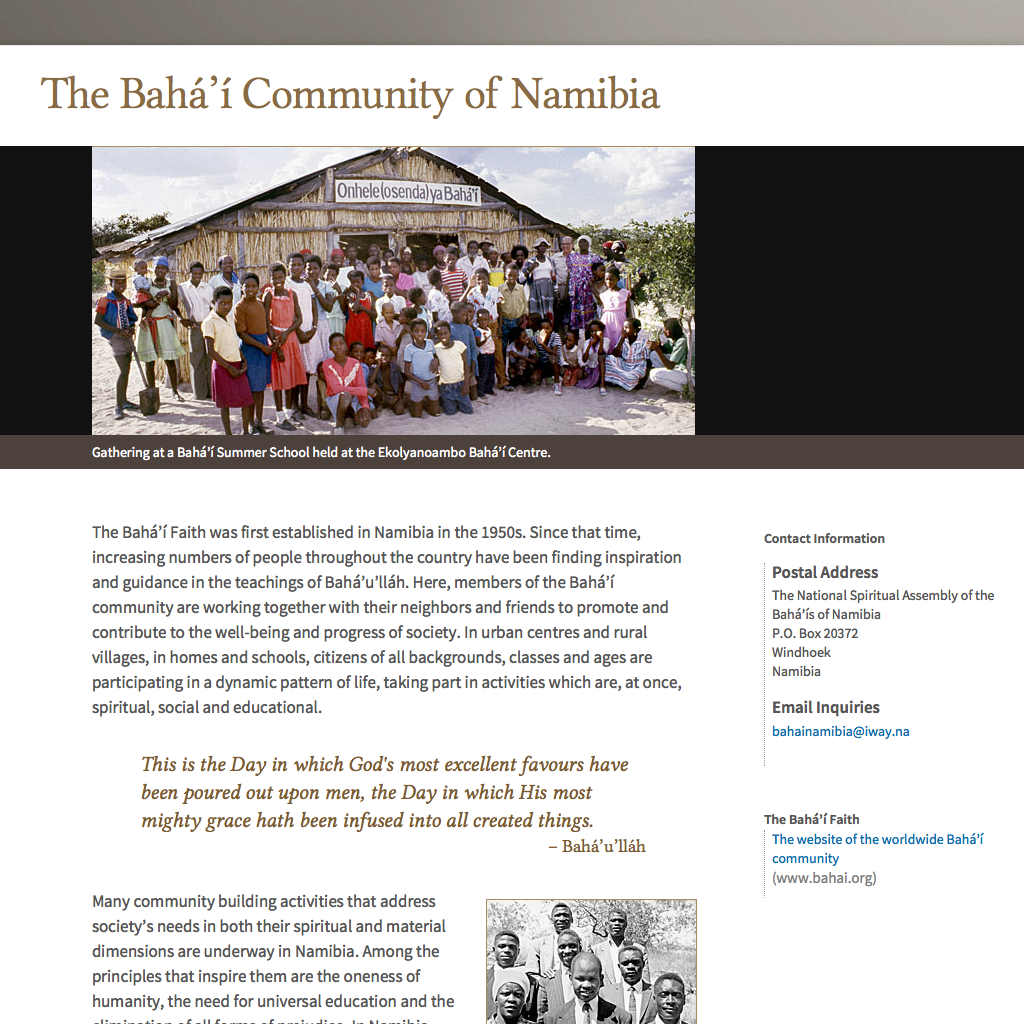 The Bahá’í Community of Namibia
Onhele(osenda)ya Bahá'í
Gathering at a Bahá’í Summer School held at the Ekolyanoambo Bahá’í Centre.
The Bahá’í Faith was first established in Namibia in the 1950s. Since that time,
increasing numbers of people throughout the country have been finding inspiration
and guidance in the teachings of Bahá’u’lláh. Here, members of the Bahá’í
community are working together with their neighbors and friends to promote and
contribute to the well-being and progress of society. In urban centres and rural
villages, in homes and schools, citizens of all backgrounds, classes and ages are
participating in a dynamic pattern of life, taking part in activities which are, at once,
spiritual, social and educational.
This is the Day in which God's most excellent favours have
been poured out upon men, the Day in which His most
mighty grace hath been infused into all created things.
– Bahá’u’lláh
Many community building activities that address
society’s needs in both their spiritual and material
dimensions are underway in Namibia. Among the
principles that inspire them are the oneness of
humanity, the need for universal education and the
elimination of all forms of prejudice. In Namibia
Contact Information
Postal Address
The National Spiritual Assembly of the
Bahá’ís of Namibia
P.O. Box 20372
Windhoek
Namibia
Email Inquiries
bahainamibia@iway.na
The Bahá’í Faith
The website of the worldwide Bahá’í
community
(www.bahai.org)